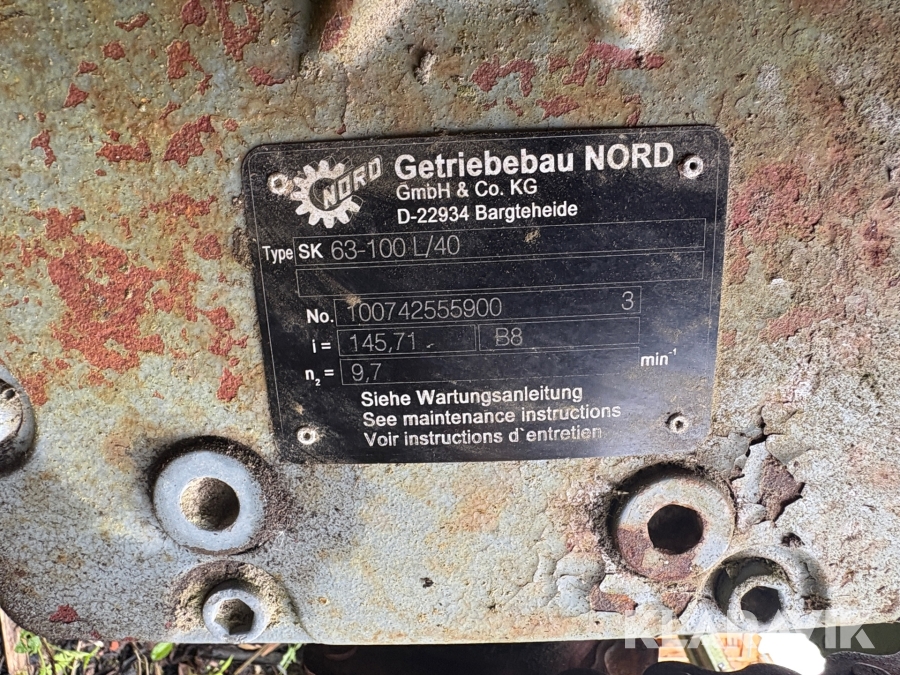 NORD
Getriebebau NORD
GmbH & Co. KG
D-22934 Bargteheide
Type SK 63-100 L/40
No. 100742555900 3
i = 145,71 B8
n₂ = 9,7 min⁻¹
Siehe Wartungsanleitung
See maintenance instructions
Voir instructions d`entretien
KLARAVIK